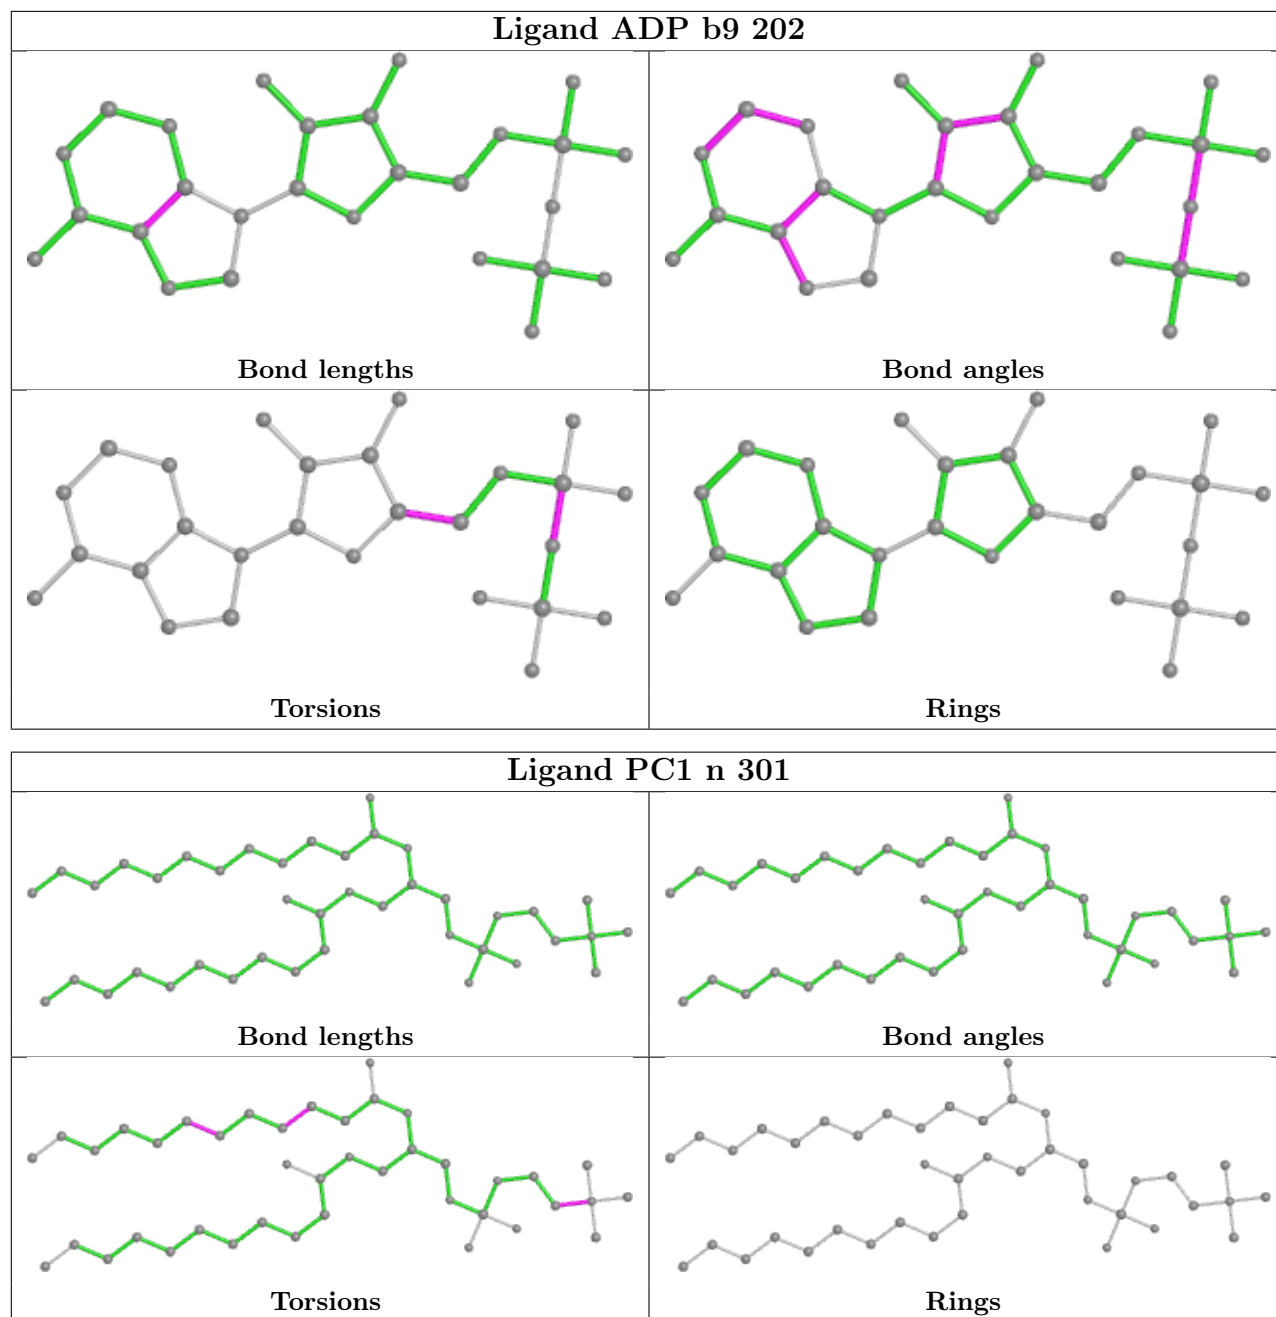 Ligand ADP b9 202
Bond lengths
Bond angles
Torsions
Rings
Ligand PC1 n 301
Bond lengths
Bond angles
Torsions
Rings